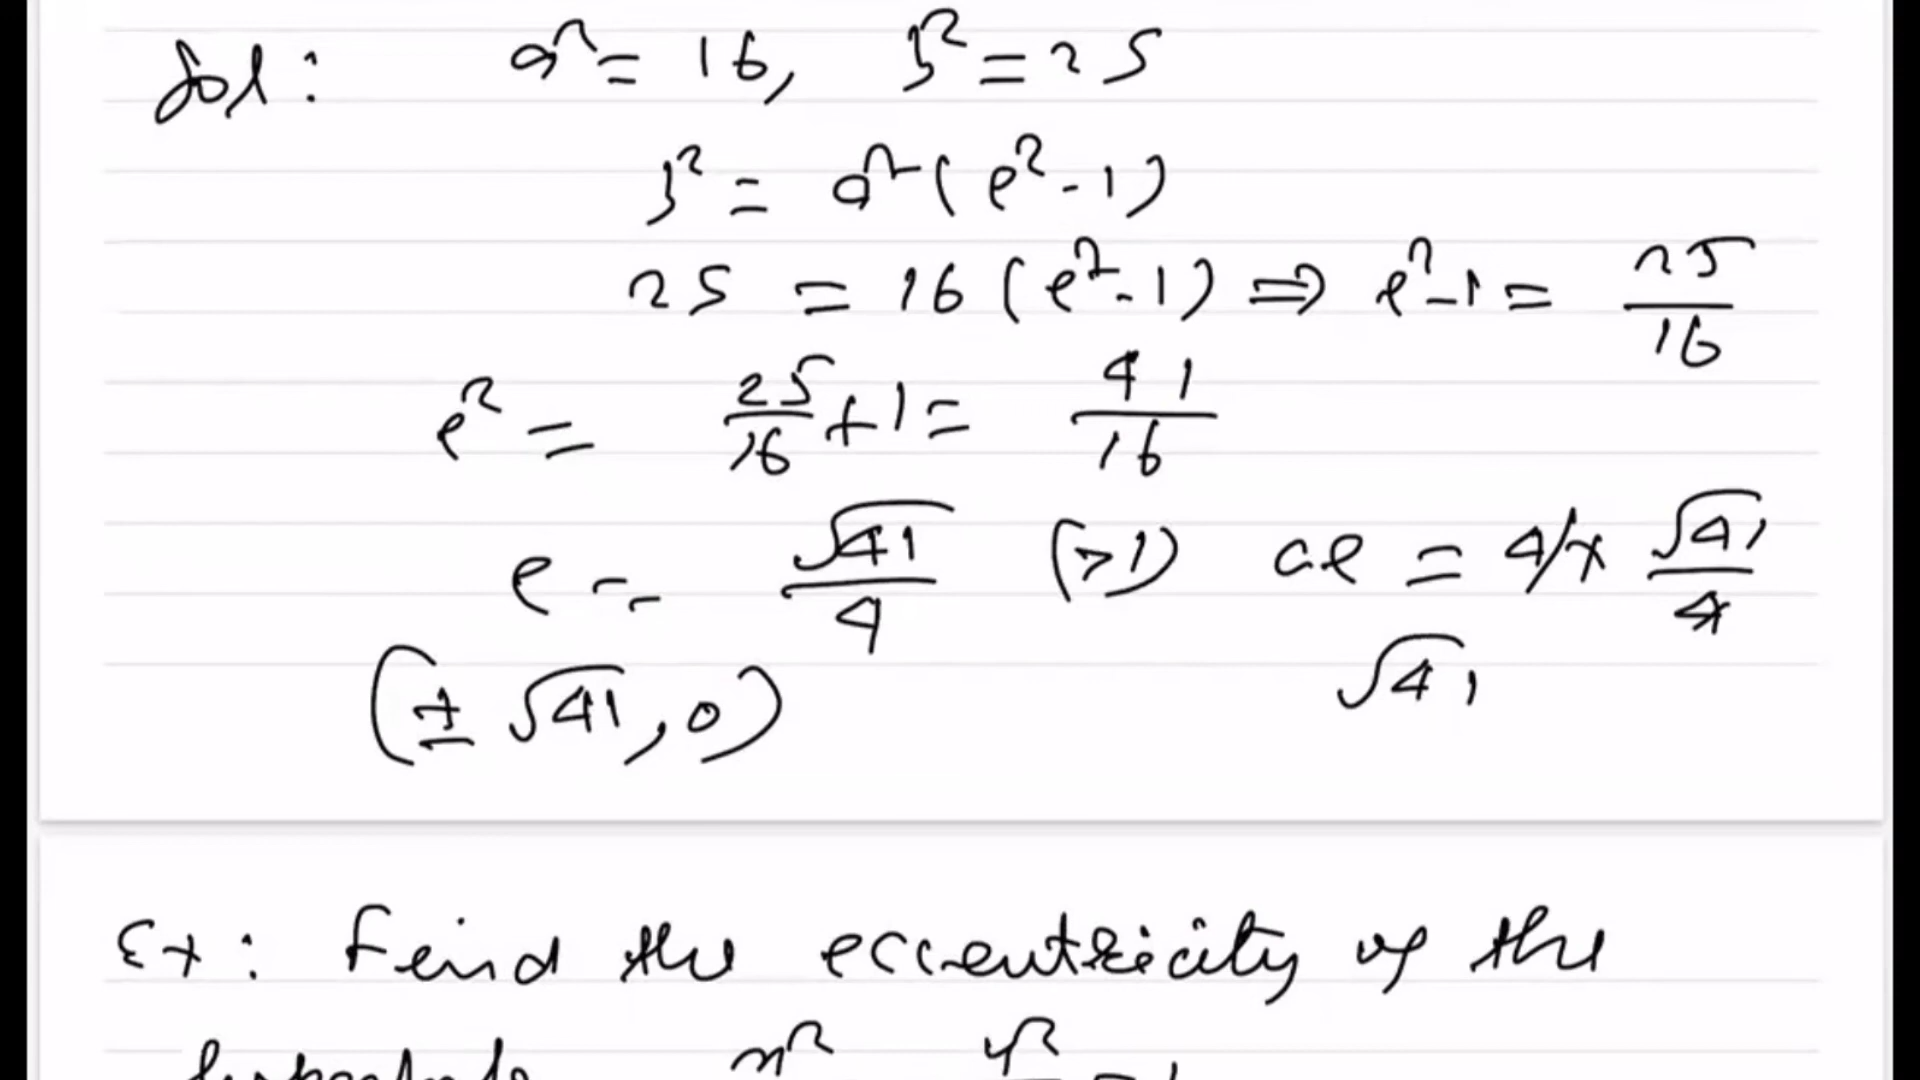 Sol: a² = 16, b² = 25
b² = a² (e² - 1)
25 = 16 (e² - 1) ⇒ e² - 1 = 25/16
e² = 25/16 + 1 = 41/16
e = √41/4 (>1) ae = 4 × √41/4
√41
(± √41, 0)
Ex: Find the eccentricity of the
x² y²